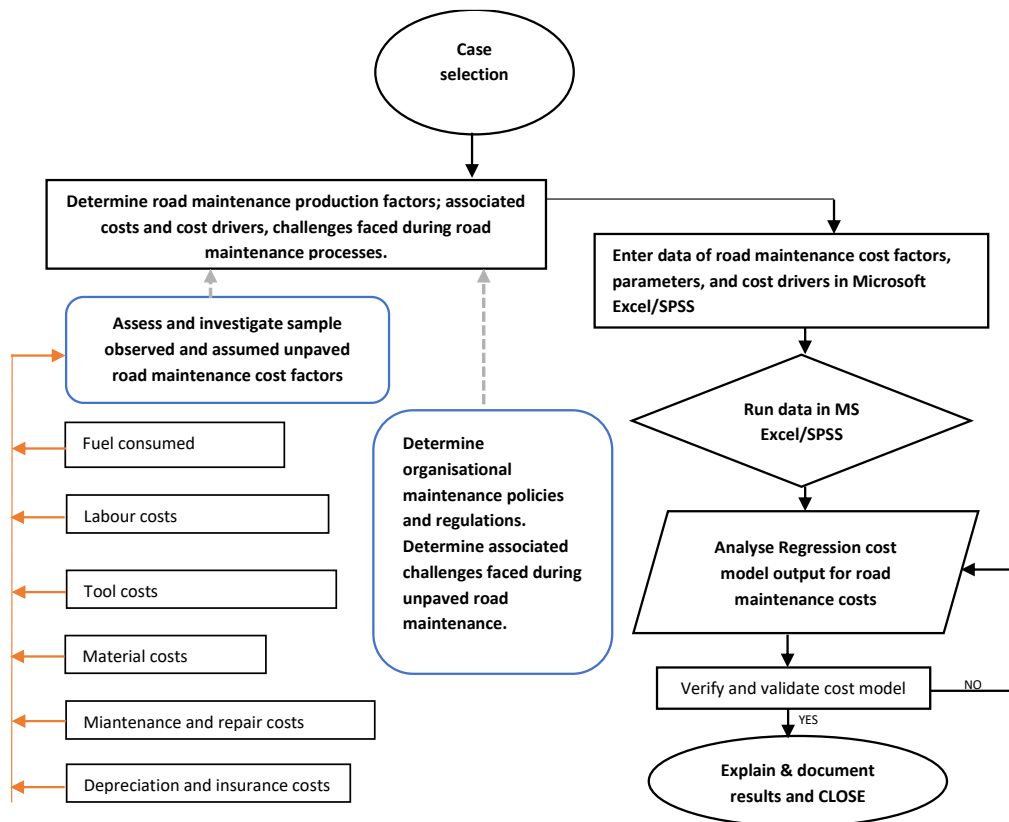 Case
selection
Determine road maintenance production factors; associated
costs and cost drivers, challenges faced during road
maintenance processes.
Enter data of road maintenance cost factors,
parameters, and cost drivers in Microsoft
Excel/SPSS
Assess and investigate sample
observed and assumed unpaved
road maintenance cost factors
Run data in MS
Excel/SPSS
Fuel consumed
Labour costs
Tool costs
Material costs
Miantenance and repair costs
Depreciation and insurance costs
Determine
organisational
maintenance policies
and regulations.
Determine associated
challenges faced during
unpaved road
maintenance.
Analyse Regression cost
model output for road
maintenance costs
Verify and validate cost model
NO
YES
Explain & document
results and CLOSE